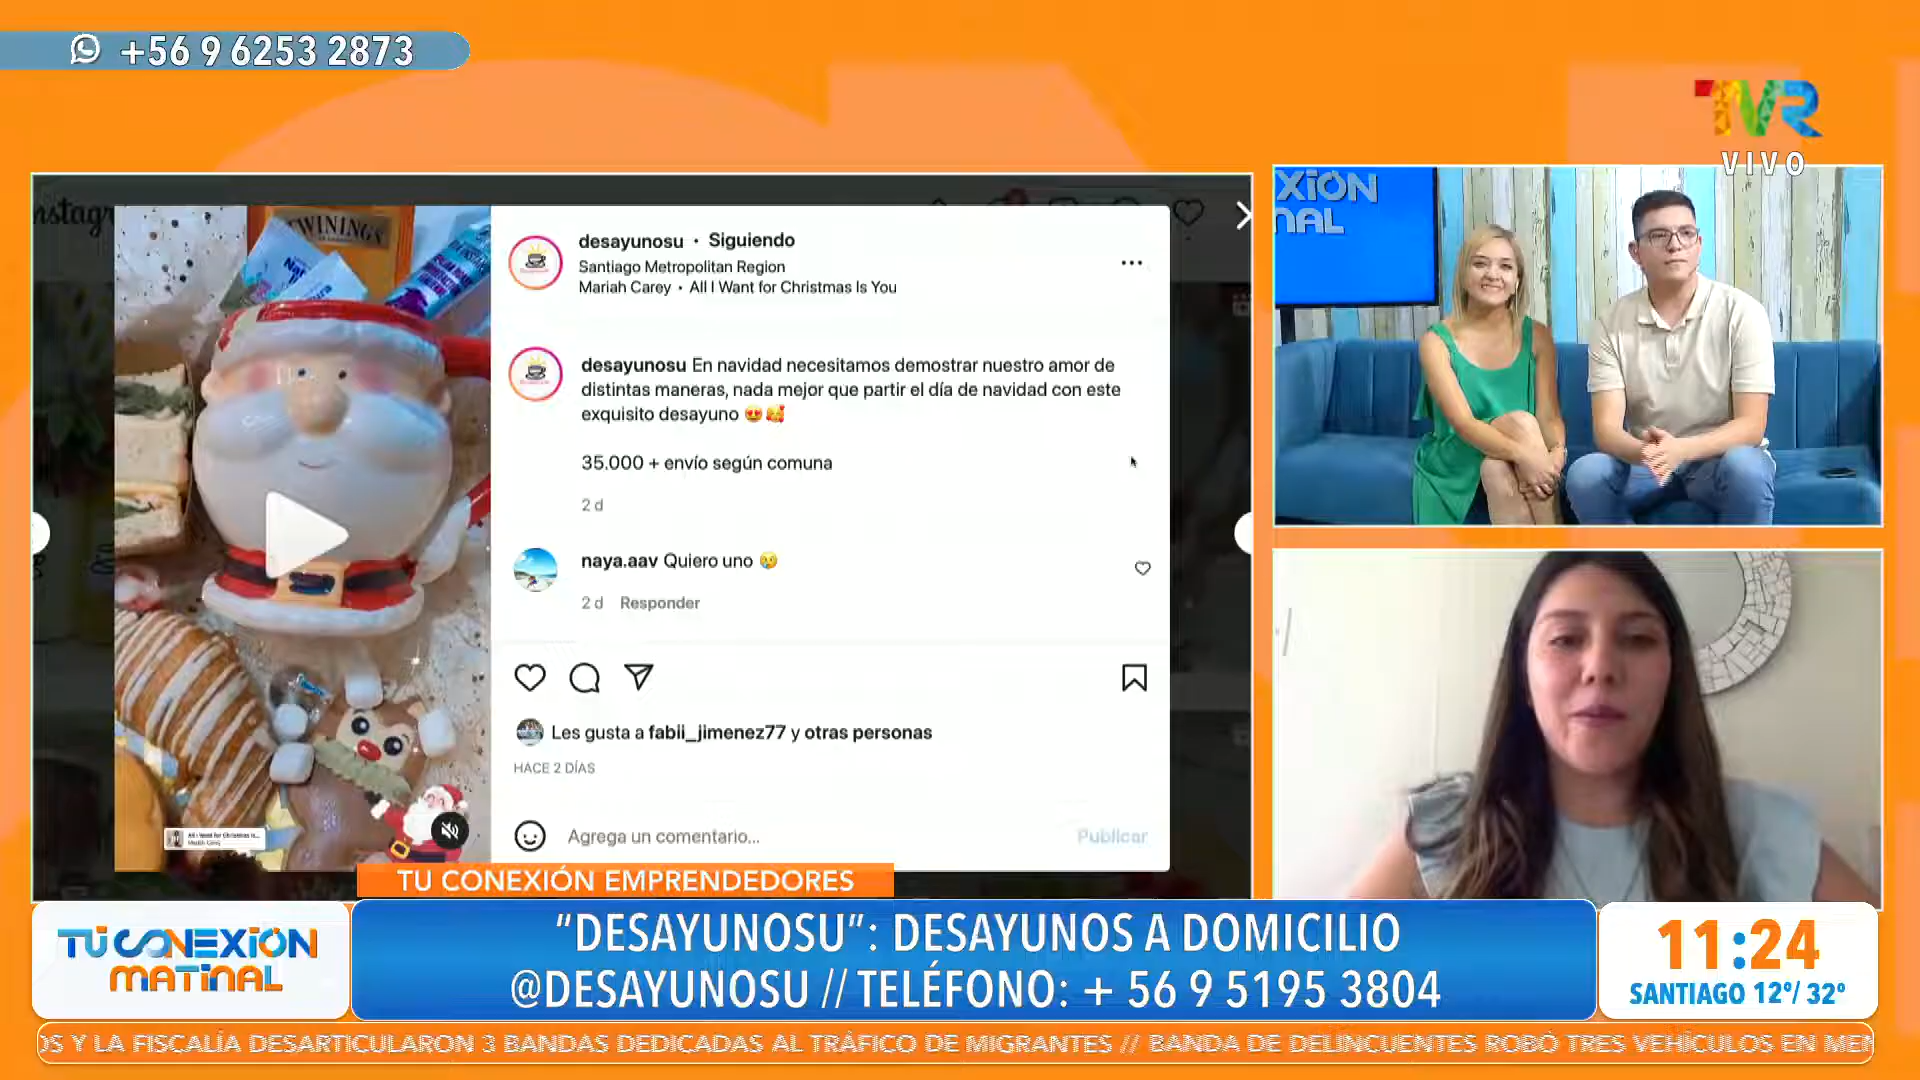 +56 9 6253 2873
TVR
VIVO
XIÓN
NAL
TWININGS
desayunosu • Siguiendo
Santiago Metropolitan Region
Mariah Carey • All I Want for Christmas Is You
desayunosu En navidad necesitamos demostrar nuestro amor de
distintas maneras, nada mejor que partir el día de navidad con este
exquisito desayuno 😍🥰
35.000 + envío según comuna
2 d
naya.aav Quiero uno 😢
2 d Responder
Les gusta a fabii_jimenez77 y otras personas
HACE 2 DÍAS
Agrega un comentario...
Publicar
TU CONEXIÓN EMPRENDEDORES
TÚ CONEXIÓN
MATINAL
“DESAYUNOSU”: DESAYUNOS A DOMICILIO
@DESAYUNOSU // TELÉFONO: + 56 9 5195 3804
11:24
SANTIAGO 12°/ 32°
OS Y LA FISCALÍA DESARTICULARON 3 BANDAS DEDICADAS AL TRÁFICO DE MIGRANTES // BANDA DE DELINCUENTES ROBÓ TRES VEHÍCULOS EN MEN